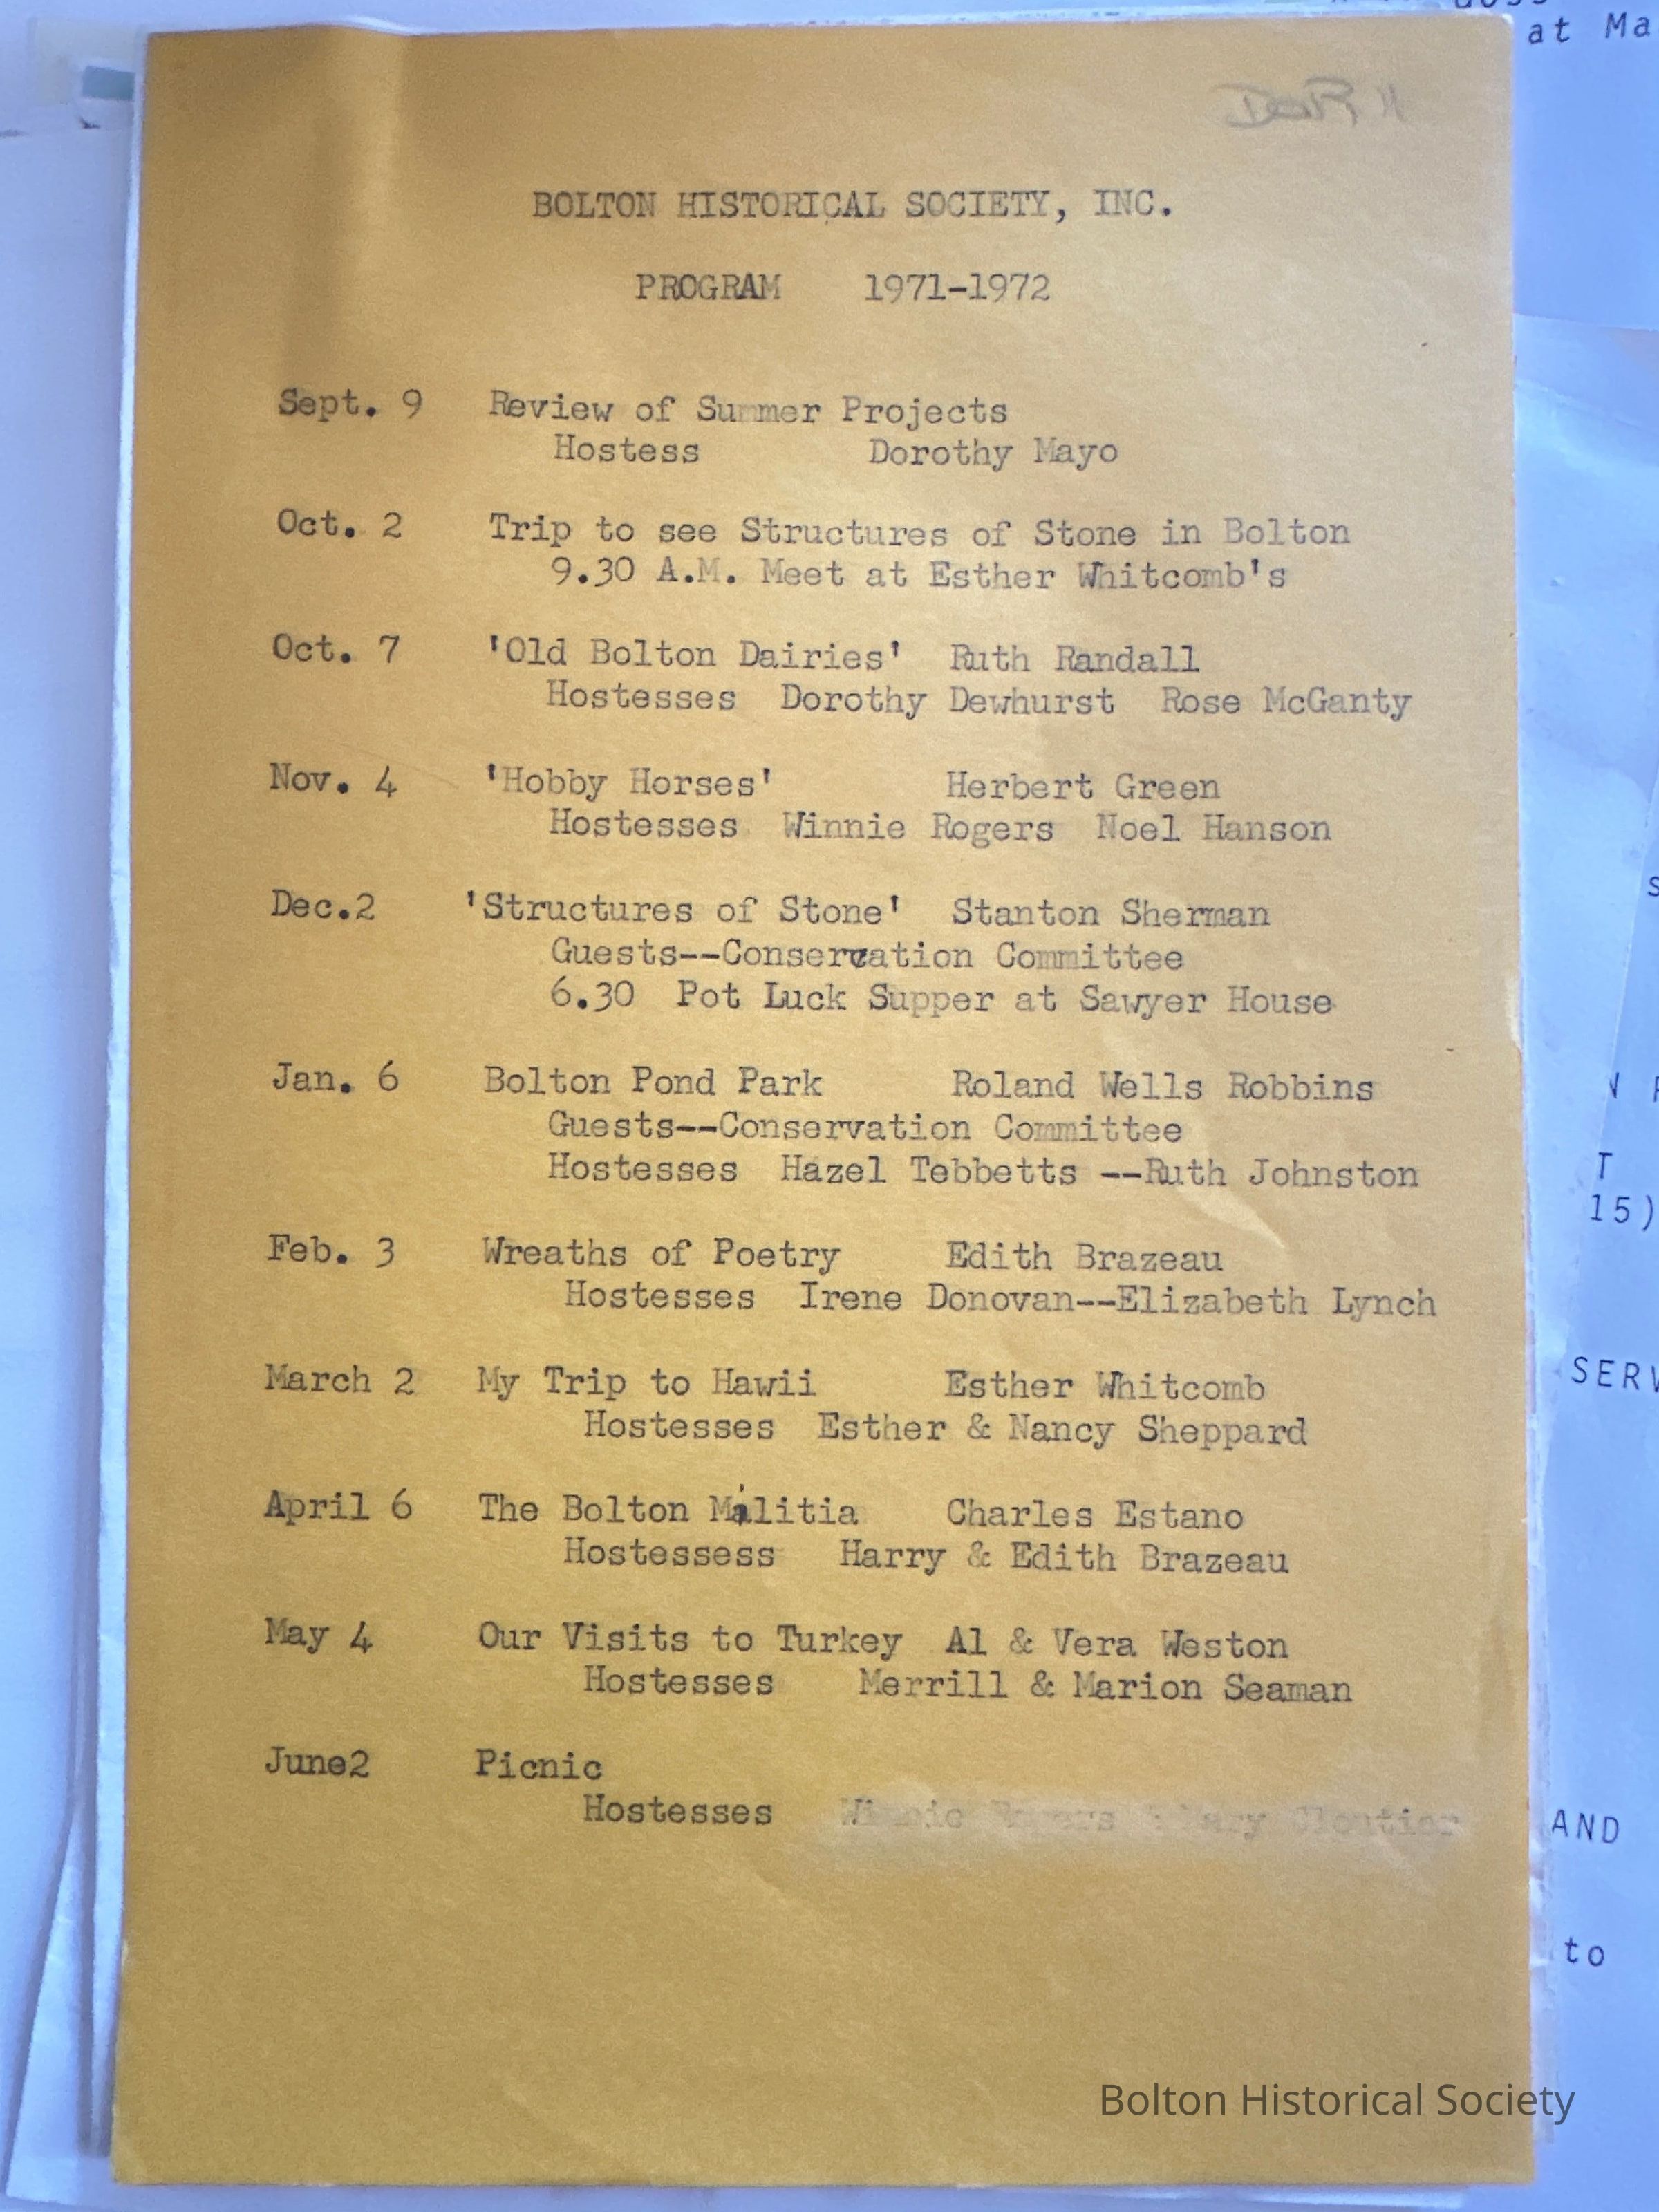 at Ma
BOLTON HISTORICAL SOCIETY, INC.
PROGRAM 1971-1972
Sept. 9 Review of Summer Projects
Hostess Dorothy Mayo
Oct. 2 Trip to see Structures of Stone in Bolton
9.30 A.M. Meet at Esther Whitcomb's
Oct. 7 'Old Bolton Dairies' Ruth Randall
Hostesses Dorothy Dewhurst Rose McGanty
Nov. 4 'Hobby Horses' Herbert Green
Hostesses Winnie Rogers Noel Hanson
Dec.2 'Structures of Stone' Stanton Sherman
Guests--Conservation Committee
6.30 Pot Luck Supper at Sawyer House
Jan. 6 Bolton Pond Park Roland Wells Robbins
Guests--Conservation Committee
Hostesses Hazel Tebbetts --Ruth Johnston
T
15)
Feb. 3 Wreaths of Poetry Edith Brazeau
Hostesses Irene Donovan--Elizabeth Lynch
SERV
March 2 My Trip to Hawii Esther Whitcomb
Hostesses Esther & Nancy Sheppard
April 6 The Bolton Militia Charles Estano
Hostessess Harry & Edith Brazeau
May 4 Our Visits to Turkey Al & Vera Weston
Hostesses Merrill & Marion Seaman
June2 Picnic
Hostesses Winnie Rogers & Mary Cloutier
AND
to
Bolton Historical Society